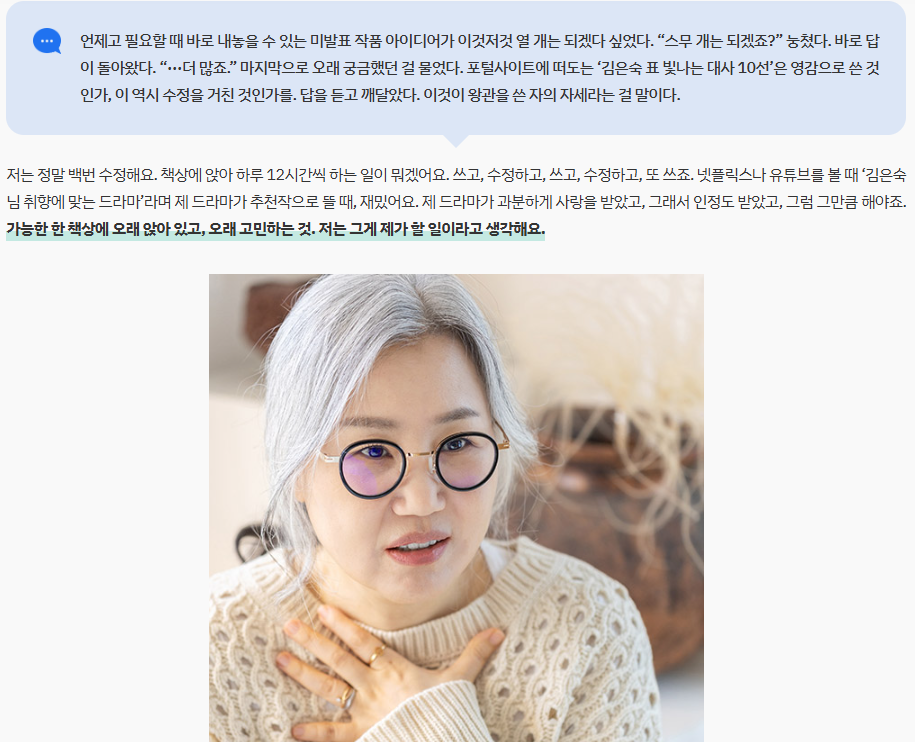 언제고 필요할 때 바로 내놓을 수 있는 미발표 작품 아이디어가 이것저것 열 개는 되겠다 싶었다. “스무 개는 되겠죠?” 눙쳤다. 바로 답
이 돌아왔다. “…더 많죠.” 마지막으로 오래 궁금했던 걸 물었다. 포털사이트에 떠도는 ‘김은숙 표 빛나는 대사 10선’은 영감으로 쓴 것
인가, 이 역시 수정을 거친 것인가를. 답을 듣고 깨달았다. 이것이 왕관을 쓴 자의 자세라는 걸 말이다.
저는 정말 백번 수정해요. 책상에 앉아 하루 12시간씩 하는 일이 뭐겠어요. 쓰고, 수정하고, 쓰고, 수정하고, 또 쓰죠. 넷플릭스나 유튜브를 볼 때 ‘김은숙
님 취향에 맞는 드라마’라며 제 드라마가 추천작으로 뜰 때, 재밌어요. 제 드라마가 과분하게 사랑을 받았고, 그래서 인정도 받았고, 그럼 그만큼 해야죠.
가능한 한 책상에 오래 앉아 있고, 오래 고민하는 것. 저는 그게 제가 할 일이라고 생각해요.